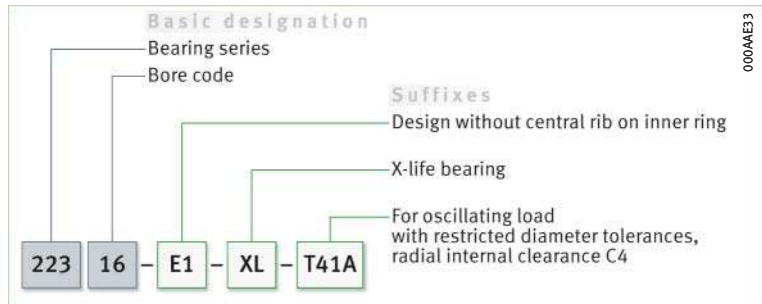 Basic designation
Bearing series
Bore code
Suffixes
Design without central rib on inner ring
X-life bearing
For oscillating load
with restricted diameter tolerances,
radial internal clearance C4
223 16 – E1 – XL – T41A
000AAE33